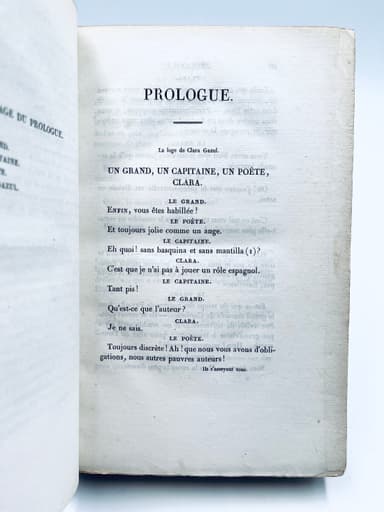 AGE DU PROLOGUE.
PROLOGUE.
La loge de Clara Gazul.
UN GRAND, UN CAPITAINE, UN POÈTE,
CLARA.
LE GRAND.
Enfin, vous êtes habillée!
LE POÈTE.
Et toujours jolie comme un ange.
LE CAPITAINE.
Eh quoi! sans basquina et sans mantilla (1)?
CLARA.
C'est que je n'ai pas à jouer un rôle espagnol.
LE CAPITAINE.
Tant pis!
LE GRAND.
Qu'est-ce que l'auteur?
CLARA.
Je ne sais.
LE POÈTE.
Toujours discrète! Ah! que nous vous avons d'obli-
gations, nous autres pauvres auteurs!
Ils s'asseyent tous.